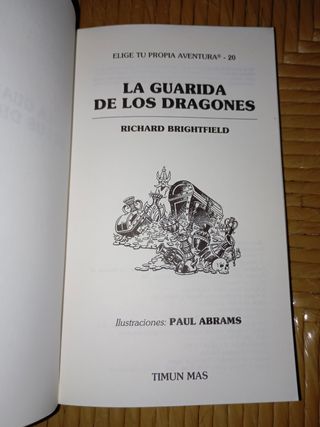 ELIGE TU PROPIA AVENTURA® - 20
LA GUARIDA
DE LOS DRAGONES
RICHARD BRIGHTFIELD
Ilustraciones: PAUL ABRAMS
TIMUN MAS